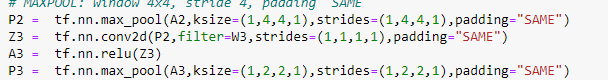 # MAXPOOL: window 4x4, stride 4, padding 'SAME'
P2 = tf.nn.max_pool(A2,ksize=(1,4,4,1),strides=(1,4,4,1),padding="SAME")
Z3 = tf.nn.conv2d(P2,filter=W3,strides=(1,1,1,1),padding="SAME")
A3 = tf.nn.relu(Z3)
P3 = tf.nn.max_pool(A3,ksize=(1,2,2,1),strides=(1,2,2,1),padding="SAME")